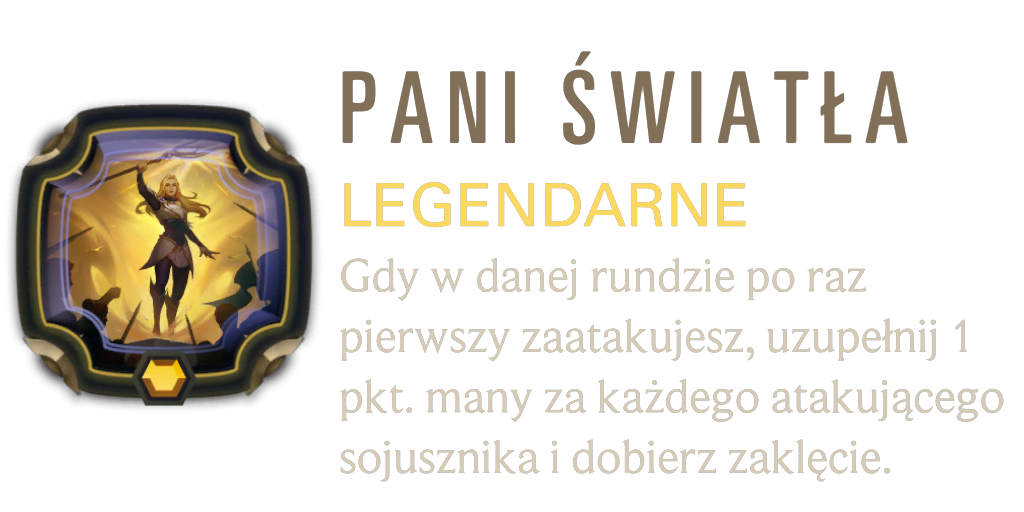 PANI ŚWIATŁA
LEGENDARNE
Gdy w danej rundzie po raz
pierwszy zaatakujesz, uzupełnij 1
pkt. many za każdego atakującego
sojusznika i dobierz zaklęcie.